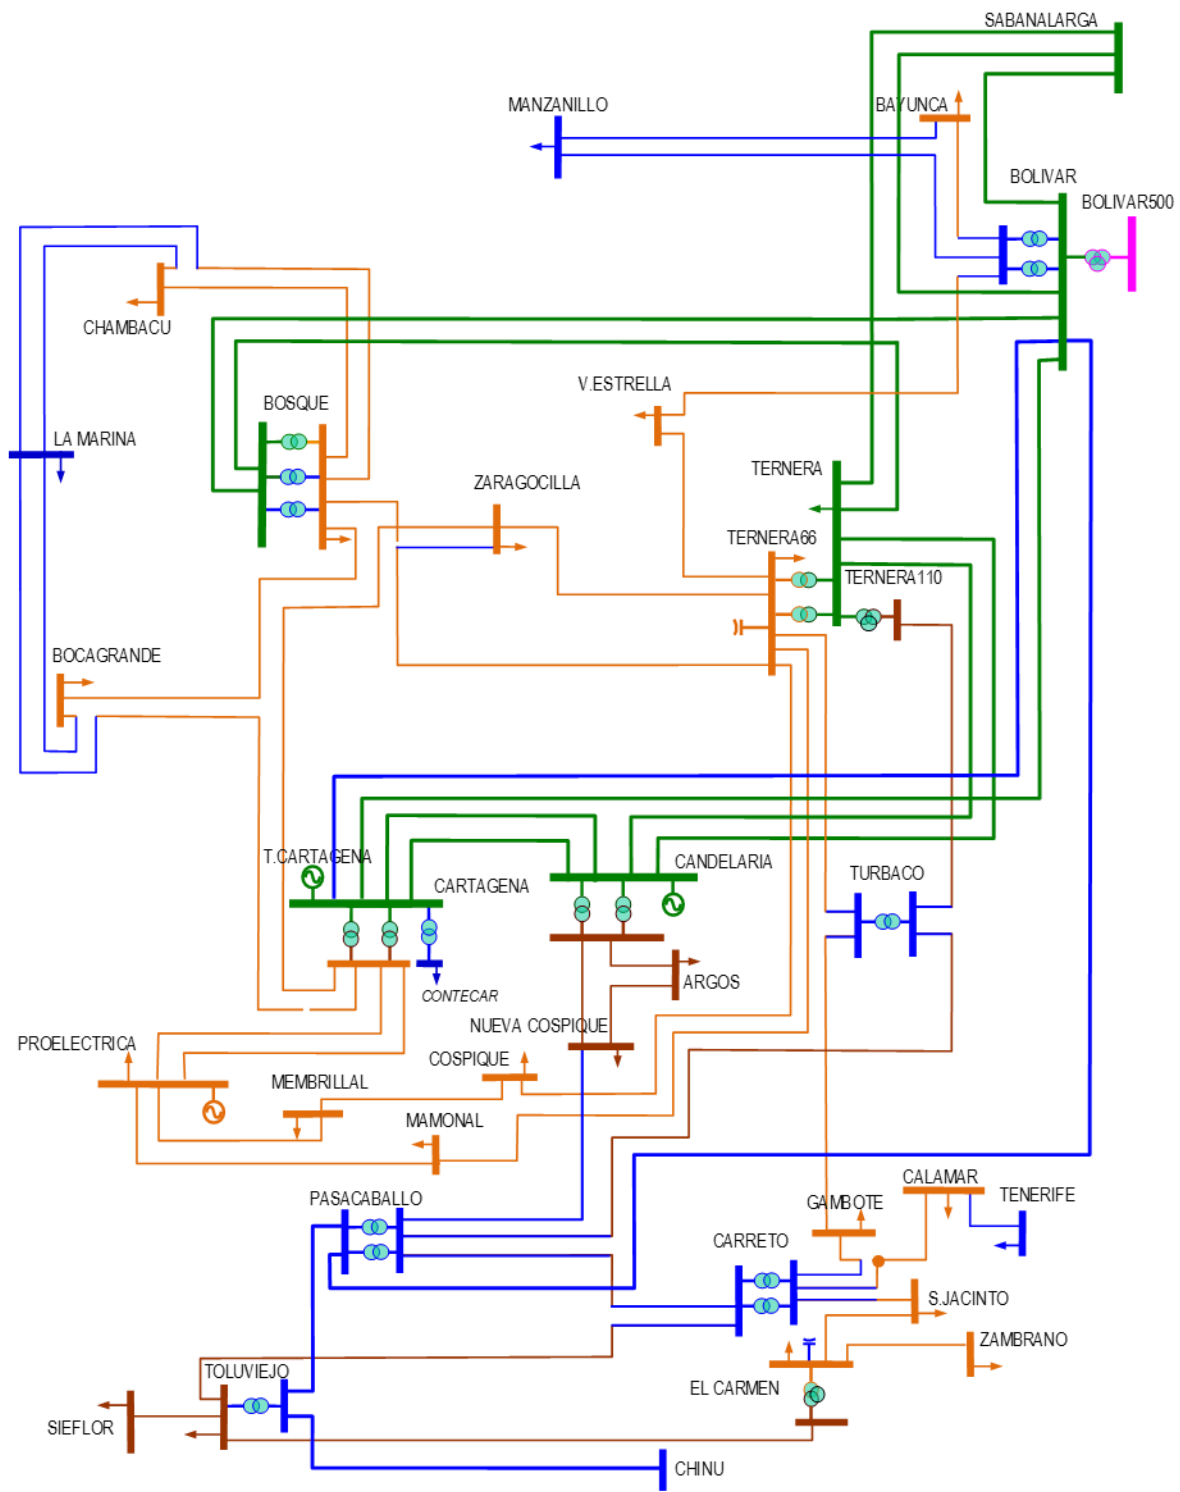 SABANALARGA
MANZANILLO
BAYUNCA
BOLIVAR
BOLIVAR500
CHAMBACU
V.ESTRELLA
BOSQUE
LA MARINA
TERNERA
ZARAGOCILLA
TERNERA66
TERNERA110
BOCAGRANDE
T.CARTAGENA
CARTAGENA
CANDELARIA
TURBACO
ARGOS
CONTECAR
NUEVA COSPIQUE
PROELECTRICA
COSPIQUE
MEMBRILLAL
MAMONAL
CALAMAR
TENERIFE
PASACABALLO
GAMBOTE
CARRETO
S.JACINTO
ZAMBRANO
TOLUVIEJO
EL CARMEN
SIEFLOR
CHINU